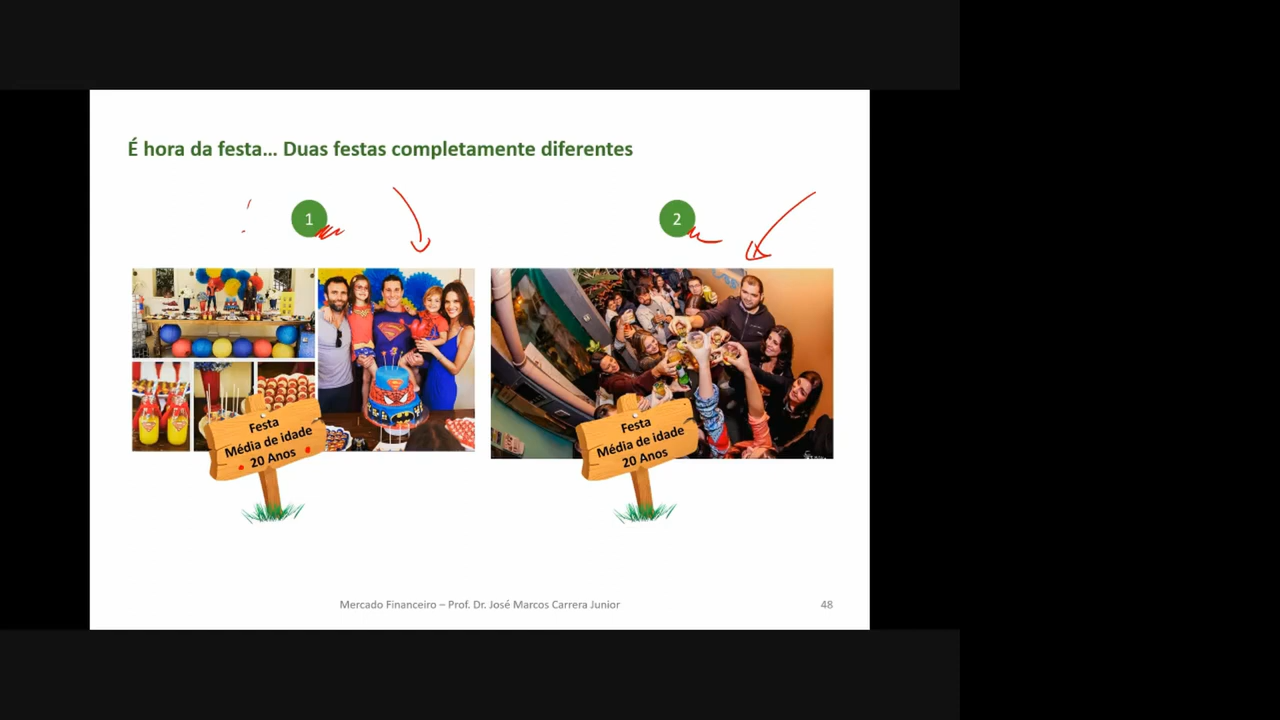 É hora da festa... Duas festas completamente diferentes
1
2
Festa
Média de idade
20 Anos
Festa
Média de idade
20 Anos
Mercado Financeiro – Prof. Dr. José Marcos Carrera Junior
48